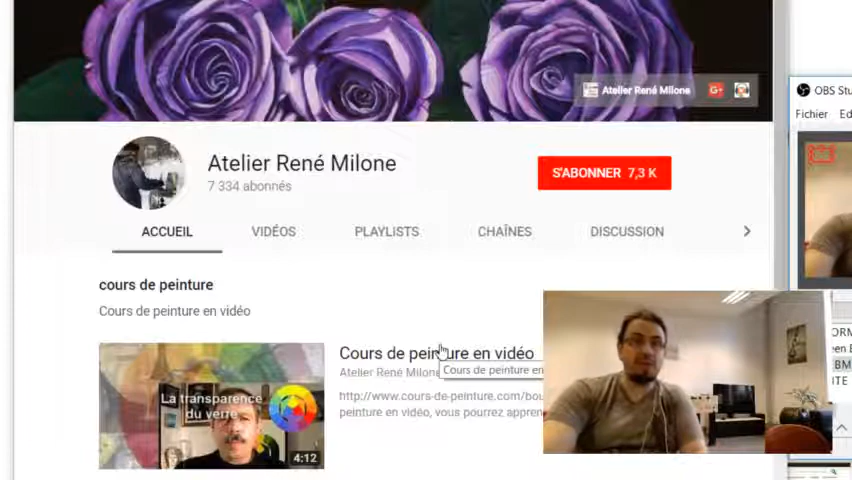 Atelier René Milone
G+
OBS Stu
Fichier Ed
Atelier René Milone
7 334 abonnés
S'ABONNER 7,3 K
ACCUEIL VIDÉOS PLAYLISTS CHAÎNES DISCUSSION
cours de peinture
Cours de peinture en vidéo
Cours de peinture en vidéo
Atelier René Milone
Cours de peinture en
http://www.cours-de-peinture.com/bou
peinture en vidéo, vous pourrez appren
La transparence
du verre
4:12